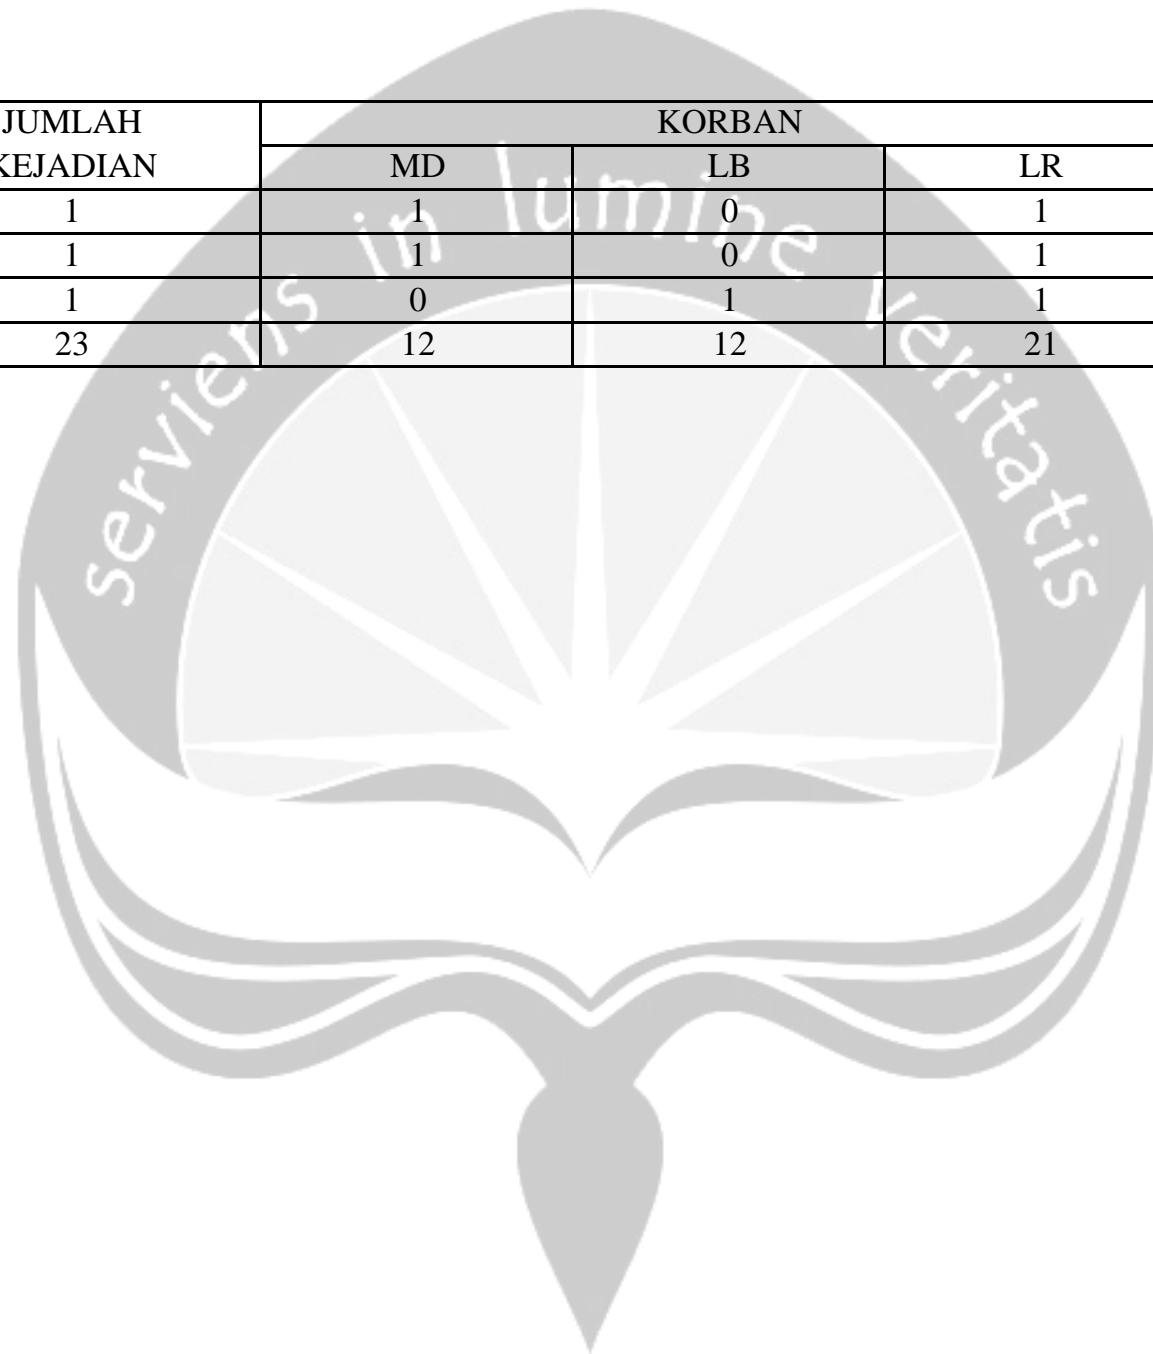 JUMLAH KORBAN
KEJADIAN MD LB LR
1 1 0 1
1 1 0 1
1 0 1 1
23 12 12 21
serviens in lumine veritatis